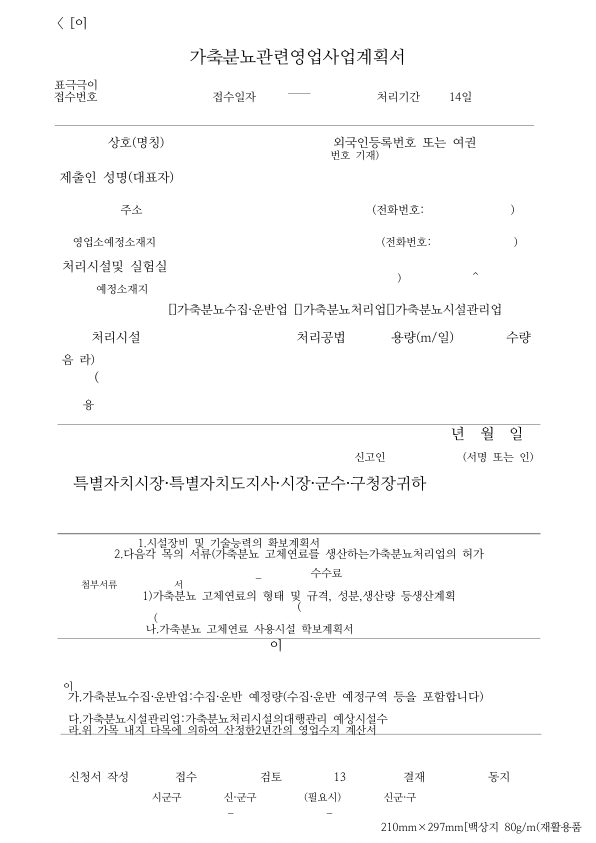 < [이
가축분뇨관련영업사업계획서
표극극이
접수번호 접수일자 처리기간 14일
상호(명칭) 외국인등록번호 또는 여권
번호 기재)
제출인 성명(대표자)
주소 (전화번호: )
영업소예정소재지 (전화번호: )
처리시설및 실험실
) ^
예정소재지
[]가축분뇨수집·운반업 []가축분뇨처리업[]가축분뇨시설관리업
처리시설 처리공법 용량(m/일) 수량
음 라)
(
용
년 월 일
신고인 (서명 또는 인)
특별자치시장·특별자치도지사·시장·군수·구청장귀하
1.시설장비 및 기술능력의 확보계획서
2.다음각 목의 서류(가축분뇨 고체연료를 생산하는가축분뇨처리업의 허가
_ 수수료
첨부서류 서
1)가축분뇨 고체연료의 형태 및 규격, 성분,생산량 등생산계획
(
(
나.가축분뇨 고체연료 사용시설 학보계획서
이
이
가.가축분뇨수집·운반업:수집·운반 예정량(수집·운반 예정구역 등을 포함합니다)
다.가축분뇨시설관리업:가축분뇨처리시설의대행관리 예상시설수
라.위 가목 내지 다목에 의하여 산정한2년간의 영업수지 계산서
신청서 작성 접수 검토 13 결재 통지
시군구 신·군구 (필요시) 신군·구
_ _
210mm×297mm[백상지 80g/m(재활용품